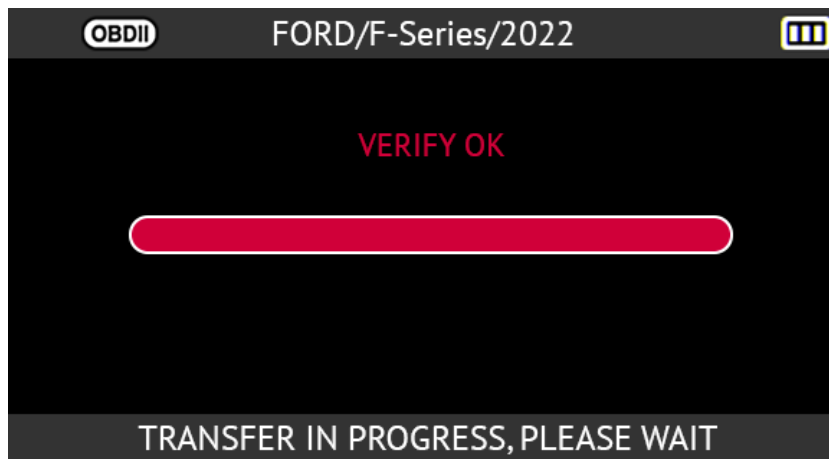 OBDII FORD/F-Series/2022
VERIFY OK
TRANSFER IN PROGRESS, PLEASE WAIT